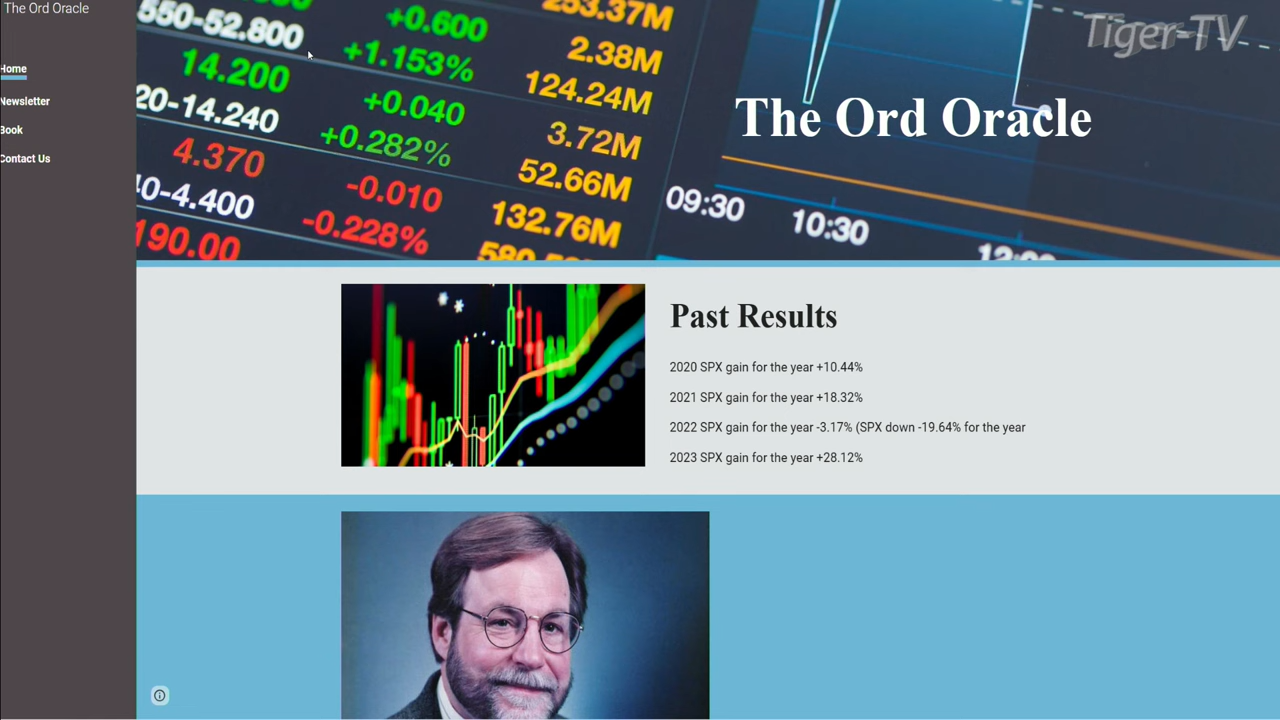 The Ord Oracle
Home
Newsletter
Book
Contact Us
550-52.800
+0.600
253.37M
14.200
+1.153%
2.38M
20-14.240
+0.040
124.24M
4.370
+0.282%
3.72M
0-4.400
-0.010
52.66M
190.00
-0.228%
132.76M
09:30
10:30
Tiger-TV
The Ord Oracle
Past Results
2020 SPX gain for the year +10.44%
2021 SPX gain for the year +18.32%
2022 SPX gain for the year -3.17% (SPX down -19.64% for the year
2023 SPX gain for the year +28.12%